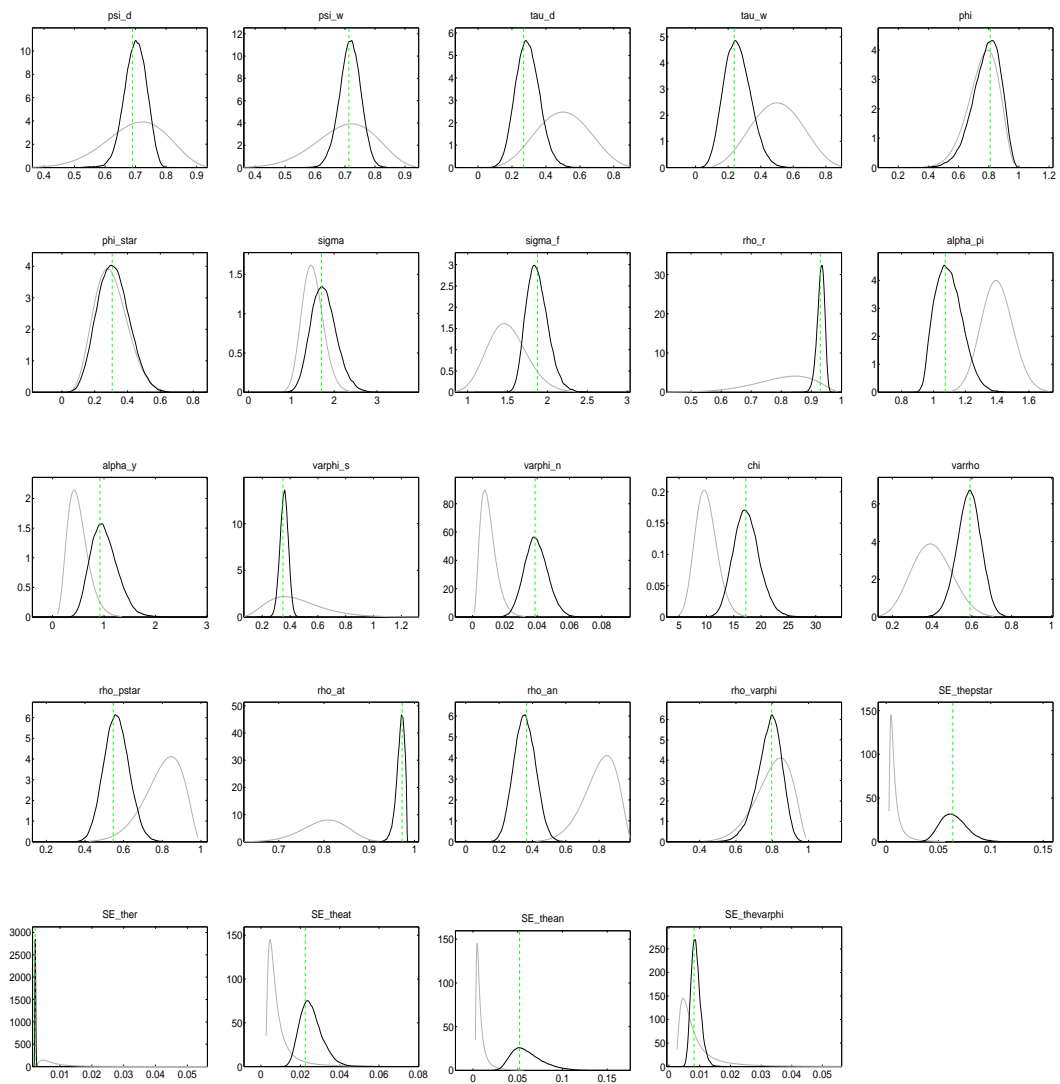 psi_d psi_w tau_d tau_w phi
10 8 6 4 2 0
0.4 0.5 0.6 0.7 0.8 0.9
12 10 8 6 4 2 0
0.4 0.5 0.6 0.7 0.8 0.9
6 5 4 3 2 1 0
0 0.2 0.4 0.6 0.8
5 4 3 2 1 0
0 0.2 0.4 0.6 0.8
4 3 2 1 0
0.2 0.4 0.6 0.8 1 1.2
phi_star sigma sigma_f rho_r alpha_pi
4 3 2 1 0
0 0.2 0.4 0.6 0.8
1.5 1 0.5 0
0 1 2 3
3 2.5 2 1.5 1 0.5 0
1 1.5 2 2.5 3
30 20 10 0
0.5 0.6 0.7 0.8 0.9 1
5 4 3 2 1 0
0.8 1 1.2 1.4 1.6
alpha_y varphi_s varphi_n chi varrho
2 1.5 1 0.5 0
0 1 2 3
10 5 0
0.2 0.4 0.6 0.8 1 1.2
80 60 40 20 0
0 0.02 0.04 0.06 0.08
0.2 0.15 0.1 0.05 0
5 10 15 20 25 30
6 4 2 0
0.2 0.4 0.6 0.8 1
rho_pstar rho_at rho_an rho_varphi SE_thepstar
6 5 4 3 2 1 0
0.2 0.4 0.6 0.8 1
50 40 30 20 10 0
0.7 0.8 0.9 1
6 5 4 3 2 1 0
0 0.2 0.4 0.6 0.8
6 5 4 3 2 1 0
0.4 0.6 0.8 1
150 100 50 0
0 0.05 0.1 0.15
SE_ther SE_theat SE_thean SE_thevarphi
3000 2500 2000 1500 1000 500 0
0.01 0.02 0.03 0.04 0.05
150 100 50 0
0 0.02 0.04 0.06 0.08
150 100 50 0
0 0.05 0.1 0.15
250 200 150 100 50 0
0 0.01 0.02 0.03 0.04 0.05